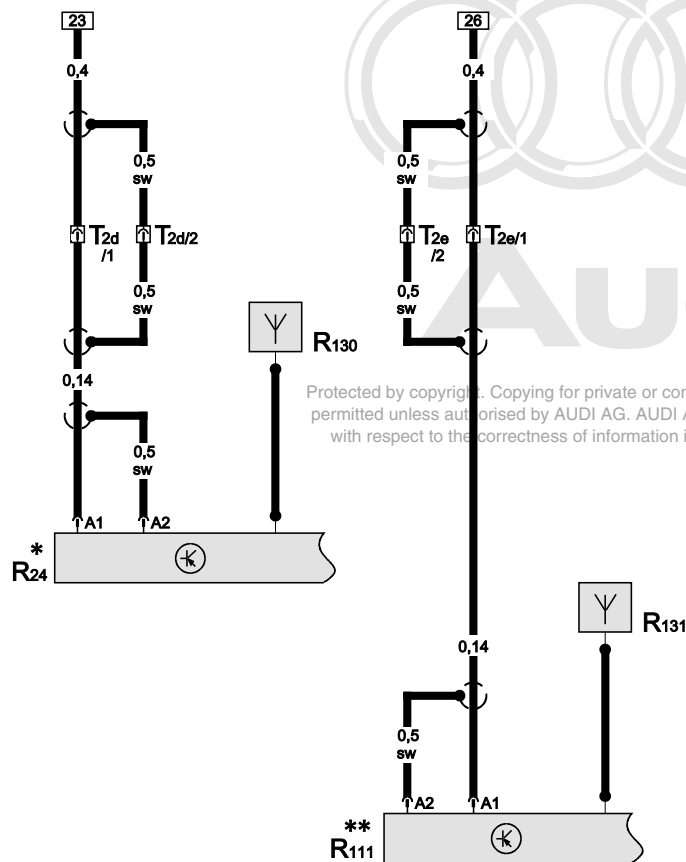 23
26
0,4
0,4
0,5
sw
0,5
sw
T2d
/1
T2d/2
T2e
/2
T2e/1
0,5
sw
0,5
sw
R130
0,14
Protected by copyright. Copying for private or com
permitted unless authorised by AUDI AG. AUDI A
with respect to the correctness of information i
0,5
sw
A1
A2
*
R24
R131
0,14
0,5
sw
A2
A1
**
R111
Au